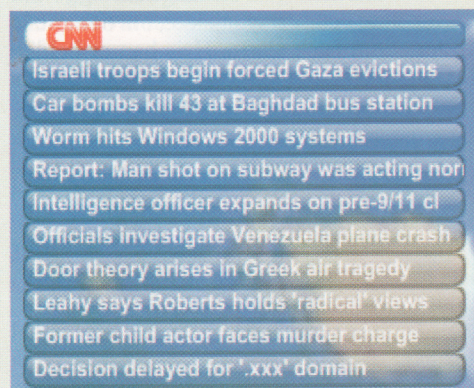 CNN
Israeli troops begin forced Gaza evictions
Car bombs kill 43 at Baghdad bus station
Worm hits Windows 2000 systems
Report: Man shot on subway was acting nor
Intelligence officer expands on pre-9/11 cl
Officials investigate Venezuela plane crash
Door theory arises in Greek air tragedy
Leahy says Roberts holds 'radical' views
Former child actor faces murder charge
Decision delayed for '.xxx' domain